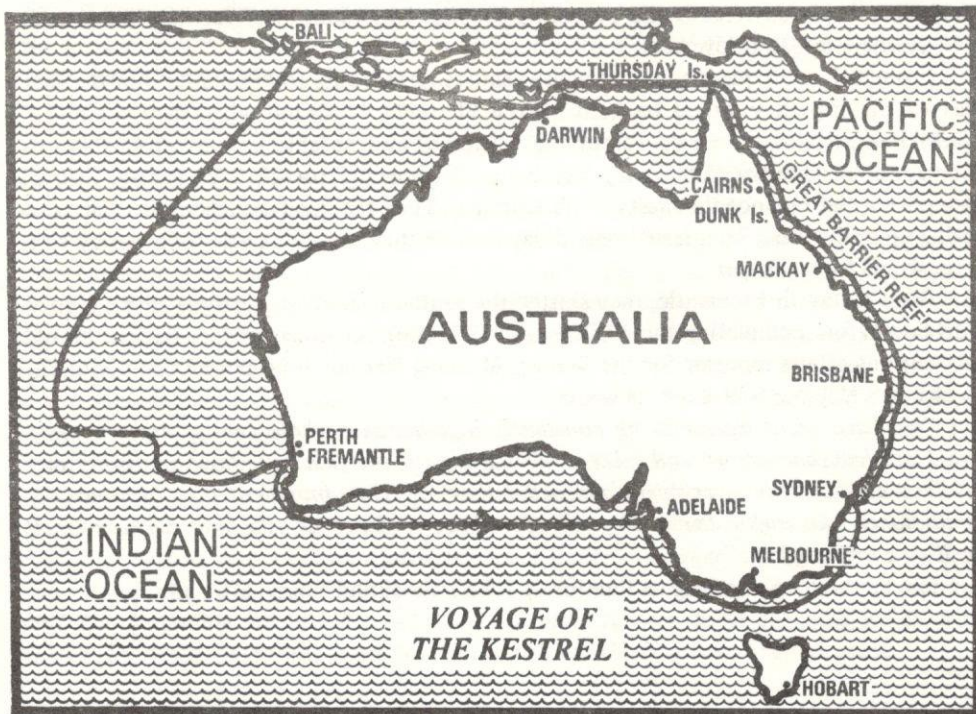 BALI
THURSDAY Is.
PACIFIC
OCEAN
DARWIN
CAIRNS
DUNK Is.
GREAT BARRIER REEF
MACKAY
AUSTRALIA
BRISBANE
PERTH
FREMANTLE
SYDNEY
ADELAIDE
INDIAN
OCEAN
MELBOURNE
VOYAGE OF
THE KESTREL
HOBART